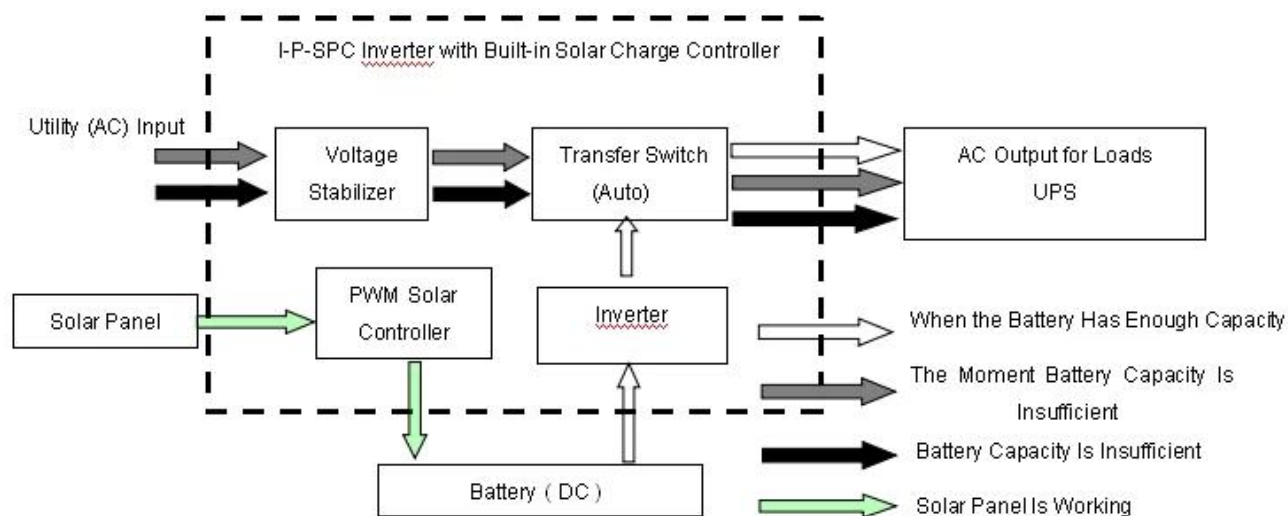 I-P-SPC Inverter with Built-in Solar Charge Controller
Utility (AC) Input
Voltage
Stabilizer
Transfer Switch
(Auto)
AC Output for Loads
UPS
Solar Panel
PWM Solar
Controller
Inverter
Battery ( DC )
When the Battery Has Enough Capacity
The Moment Battery Capacity Is
Insufficient
Battery Capacity Is Insufficient
Solar Panel Is Working